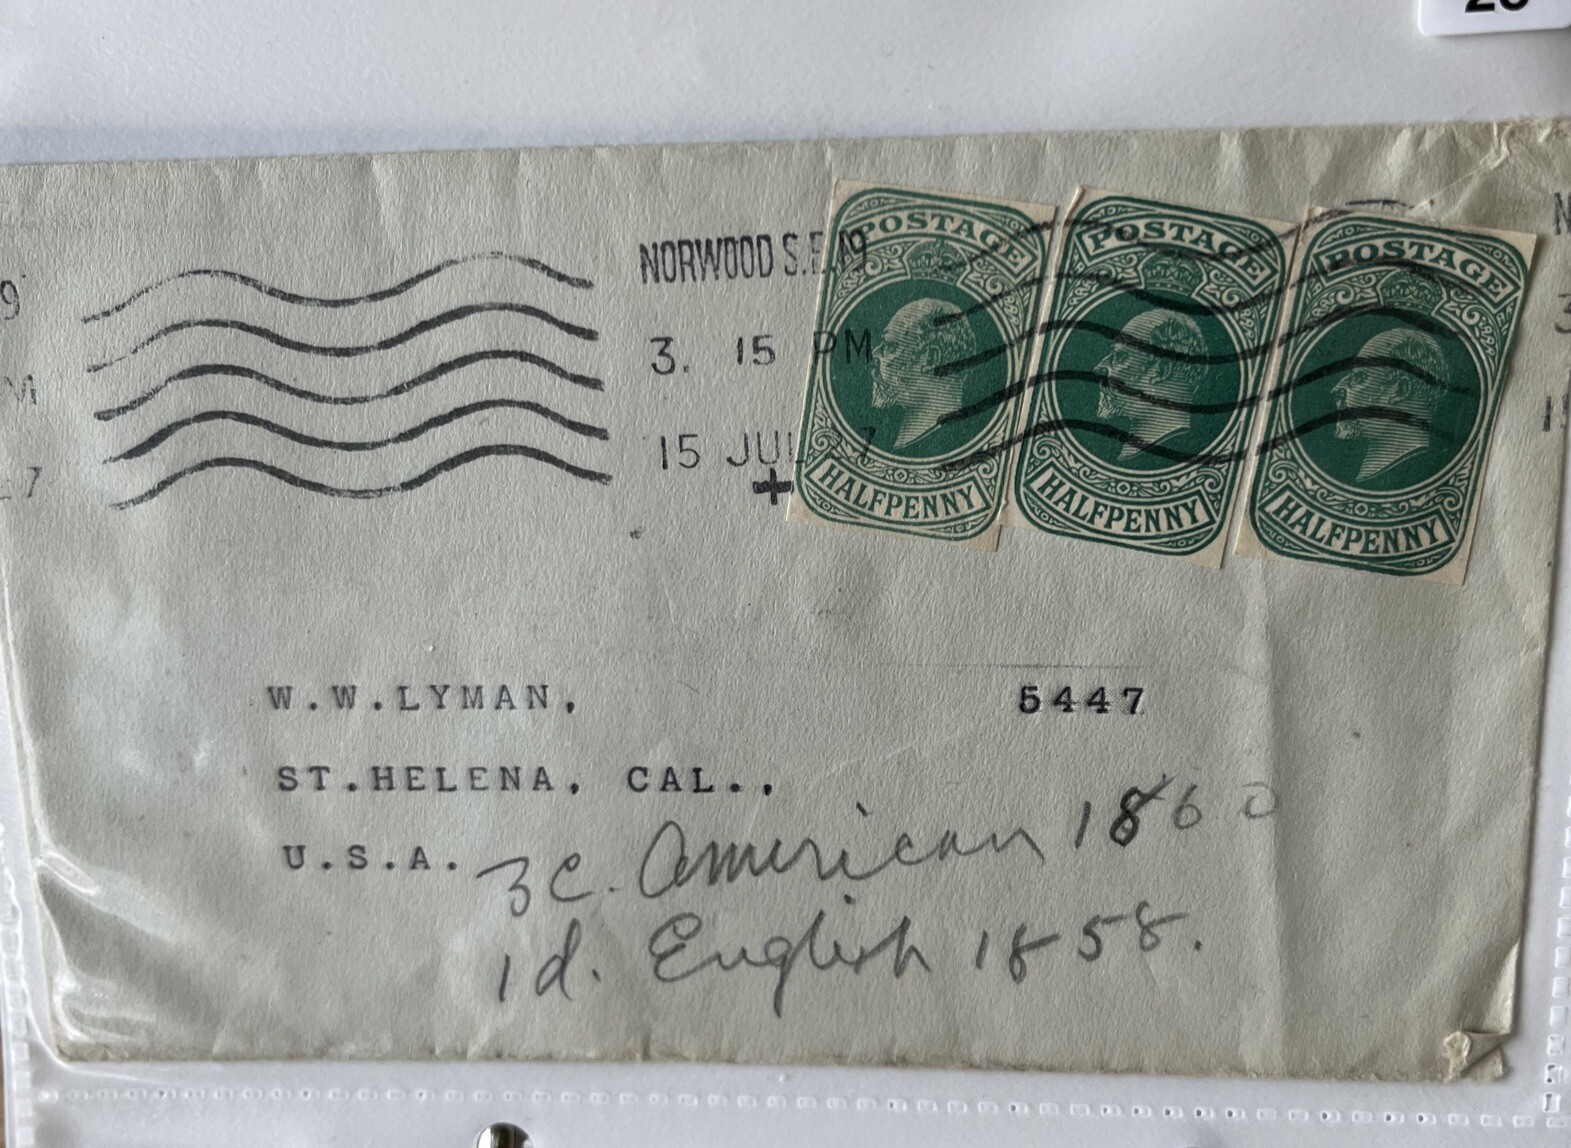 NORWOOD S.E.19
3. 15 PM
15 JUL 7
POSTAGE
HALFPENNY
POSTAGE
HALFPENNY
POSTAGE
HALFPENNY
W.W.LYMAN, 5447
ST.HELENA, CAL.,
U.S.A.
3c. American 1860
1d. English 1858.